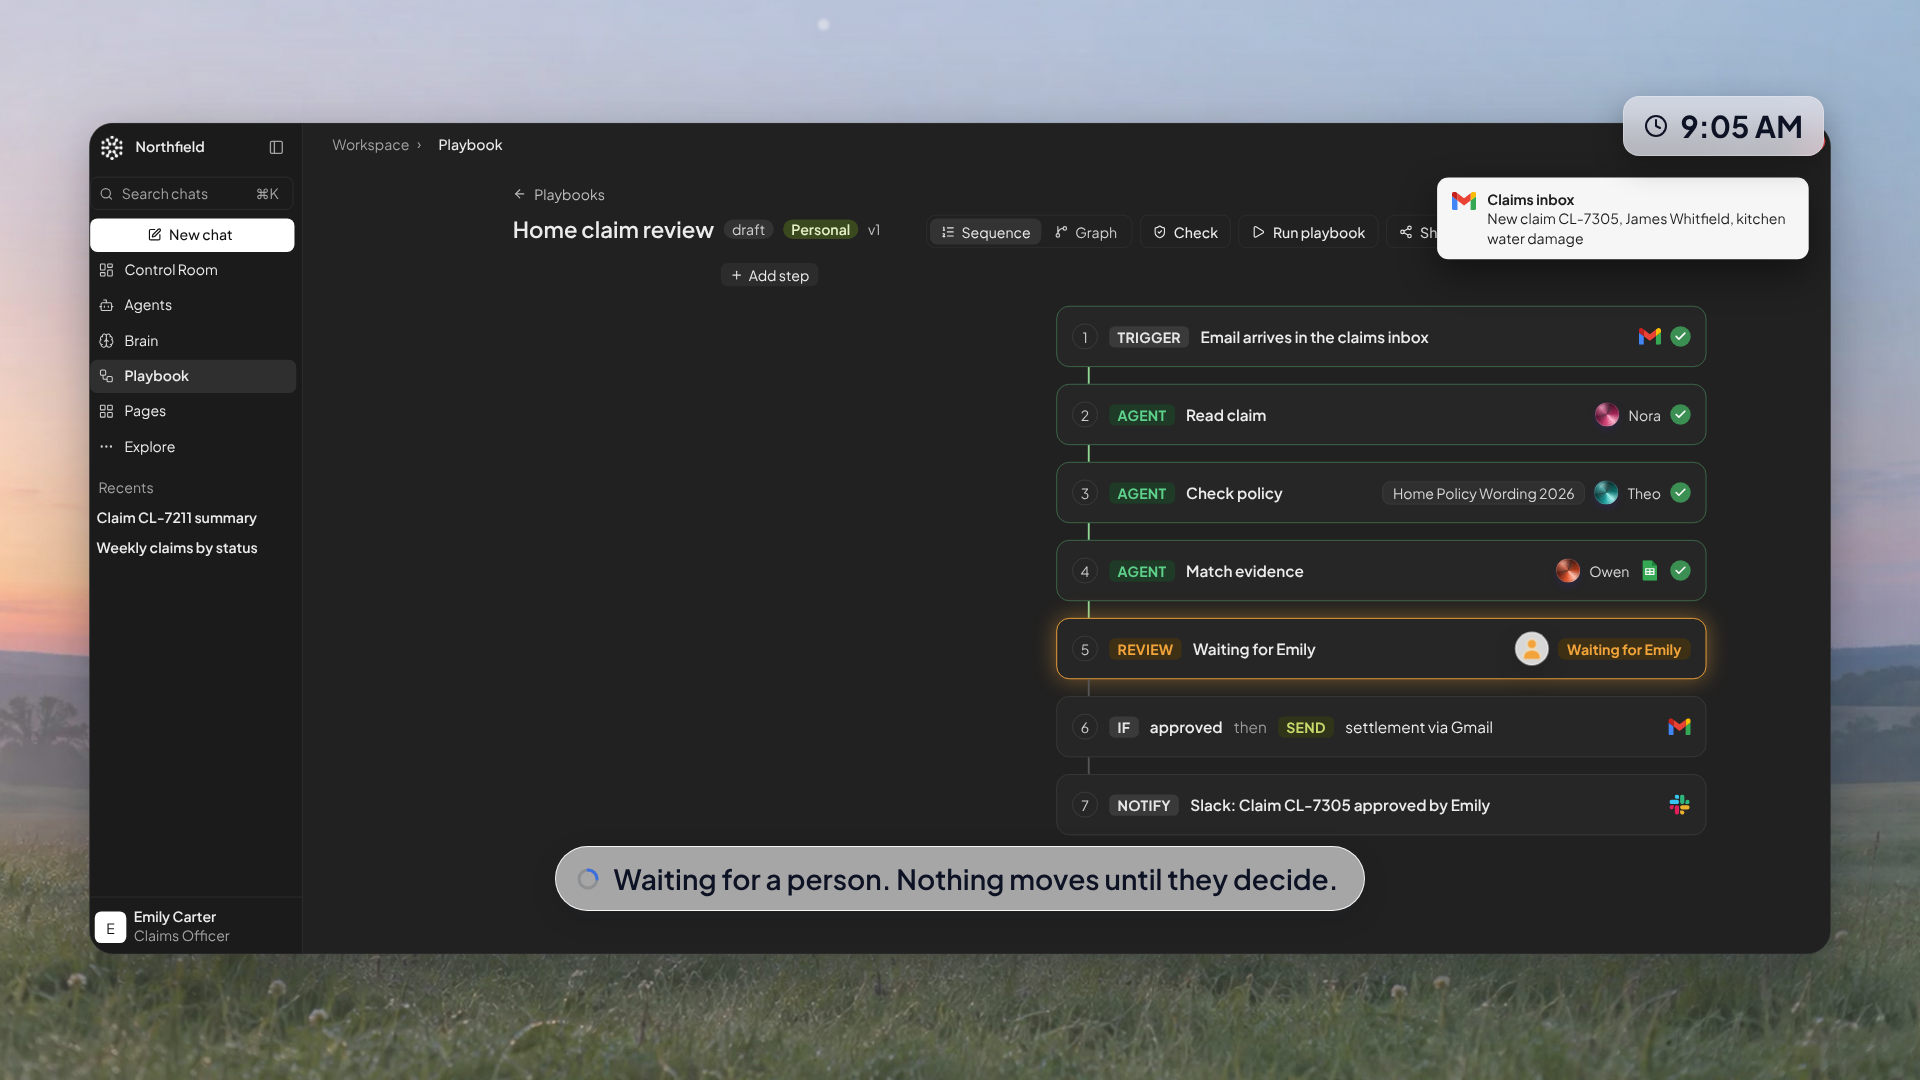 9:05 AM
Northfield
Workspace › Playbook
Search chats ⌘K
New chat
Control Room
Agents
Brain
Playbook
Pages
Explore
Recents
Claim CL-7211 summary
Weekly claims by status
Emily Carter
Claims Officer
E
Playbooks
Home claim review draft Personal v1
Sequence Graph Check Run playbook Sh
Claims inbox
New claim CL-7305, James Whitfield, kitchen
water damage
+ Add step
1 TRIGGER Email arrives in the claims inbox
2 AGENT Read claim Nora
3 AGENT Check policy Home Policy Wording 2026 Theo
4 AGENT Match evidence Owen
5 REVIEW Waiting for Emily Waiting for Emily
6 IF approved then SEND settlement via Gmail
7 NOTIFY Slack: Claim CL-7305 approved by Emily
Waiting for a person. Nothing moves until they decide.